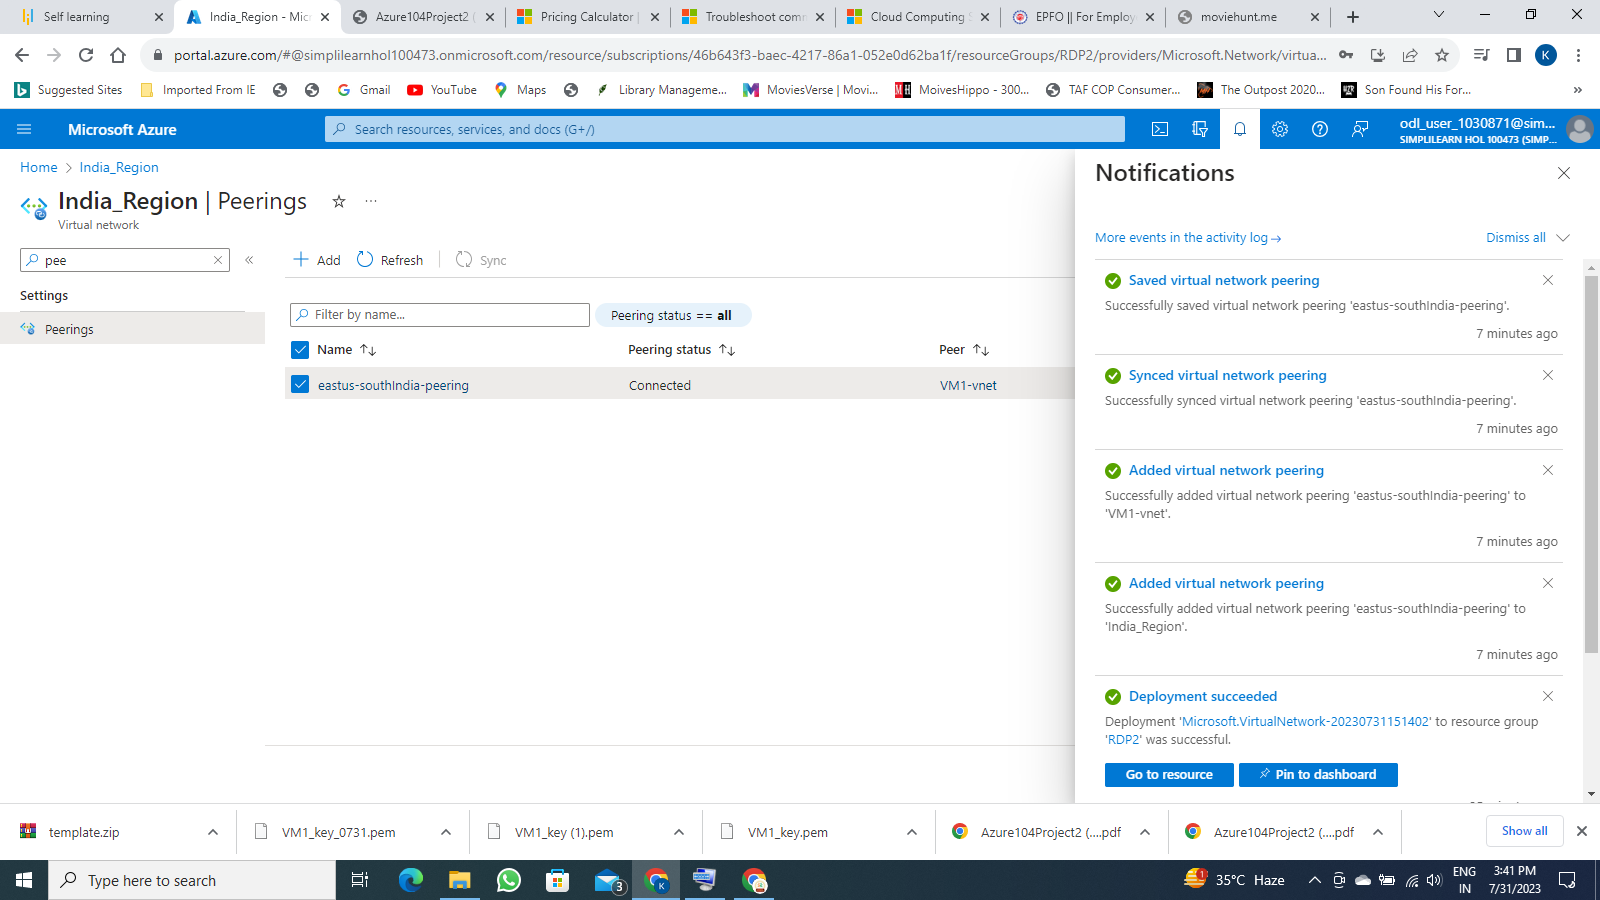 Self learning
India_Region - Micr
Azure104Project2 (
Pricing Calculator |
Troubleshoot comm
Cloud Computing S
EPFO || For Employe
moviehunt.me
portal.azure.com/#@simplilearnhol100473.onmicrosoft.com/resource/subscriptions/46b643f3-baec-4217-86a1-052e0d62ba1f/resourceGroups/RDP2/providers/Microsoft.Network/virtua...
K
Suggested Sites
Imported From IE
Gmail
YouTube
Maps
Library Manageme...
MoviesVerse | Movi...
MoivesHippo - 300...
TAF COP Consumer...
The Outpost 2020...
Son Found His For...
»
Microsoft Azure
Search resources, services, and docs (G+/)
odl_user_1030871@sim...
SIMPLILEARN HOL 100473 (SIMP...
Home > India_Region
India_Region | Peerings
...
Virtual network
pee
«
Add
Refresh
Sync
Settings
Peerings
Filter by name...
Peering status == all
Name ↑↓
Peering status ↑↓
Peer ↑↓
eastus-southIndia-peering
Connected
VM1-vnet
Notifications
More events in the activity log →
Dismiss all
Saved virtual network peering
Successfully saved virtual network peering 'eastus-southIndia-peering'.
7 minutes ago
Synced virtual network peering
Successfully synced virtual network peering 'eastus-southIndia-peering'.
7 minutes ago
Added virtual network peering
Successfully added virtual network peering 'eastus-southIndia-peering' to
'VM1-vnet'.
7 minutes ago
Added virtual network peering
Successfully added virtual network peering 'eastus-southIndia-peering' to
'India_Region'.
7 minutes ago
Deployment succeeded
Deployment 'Microsoft.VirtualNetwork-20230731151402' to resource group
'RDP2' was successful.
Go to resource
Pin to dashboard
template.zip
VM1_key_0731.pem
VM1_key (1).pem
VM1_key.pem
Azure104Project2 (....pdf
Azure104Project2 (....pdf
Show all
Type here to search
3
K
1
35°C Haze
ENG
IN
3:41 PM
7/31/2023